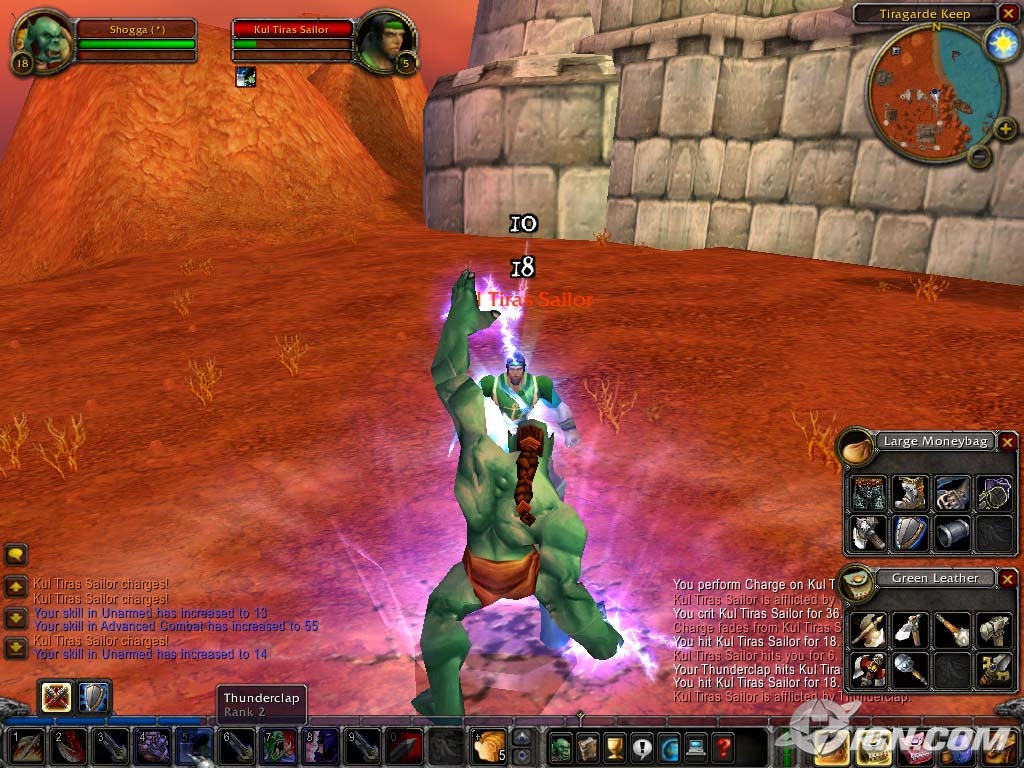 Shogga (*)
18
Kul Tiras Sailor
5
Tiragarde Keep
N
10
18
Tiras Sailor
Large Moneybag
Green Leather
Kul Tiras Sailor charges!
Kul Tiras Sailor charges!
Your skill in Unarmed has increased to 13
Your skill in Advanced Combat has increased to 55
Kul Tiras Sailor charges!
Your skill in Unarmed has increased to 14
You perform Charge on Kul T
Kul Tiras Sailor is afflicted by
You crit Kul Tiras Sailor for 36.
Charge fades from Kul Tiras S
You hit Kul Tiras Sailor for 18.
Kul Tiras Sailor hits you for 6.
Your Thunderclap hits Kul Tira
You hit Kul Tiras Sailor for 18.
Kul Tiras Sailor is afflicted by Thunderclap.
Thunderclap
Rank 2
1 2 3 4 5 6 7 8 9 0 5
IGN.COM